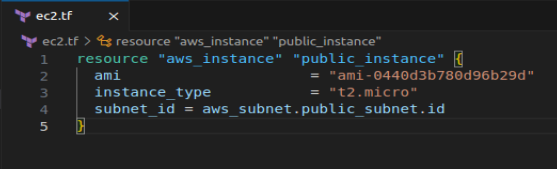 ec2.tf ×
ec2.tf > resource "aws_instance" "public_instance"
1 resource "aws_instance" "public_instance" {
2   ami                    = "ami-0440d3b780d96b29d"
3   instance_type          = "t2.micro"
4   subnet_id = aws_subnet.public_subnet.id
5 }